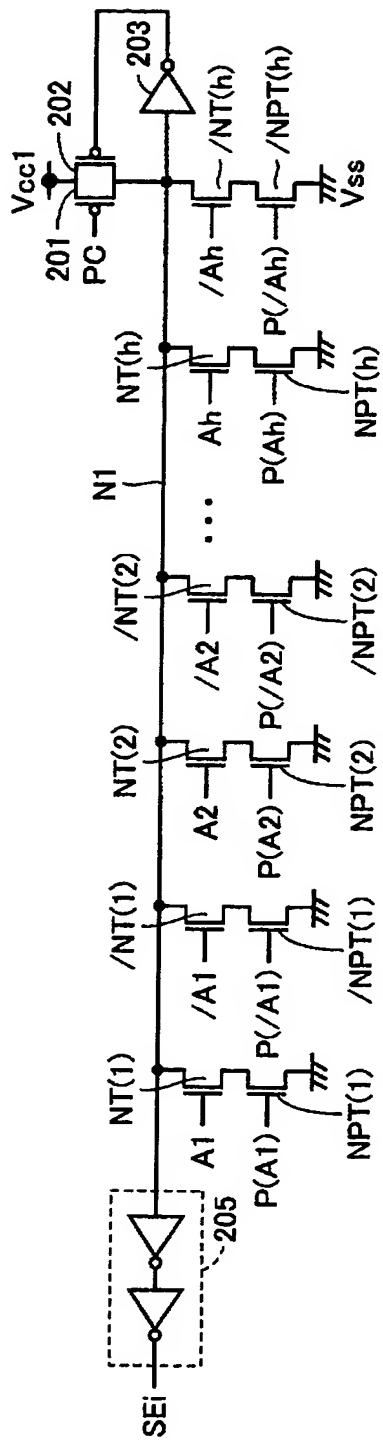 Vcc1
201
202
PC
203
N1
NT(1)
/NT(1)
NT(2)
/NT(2)
NT(h)
/NT(h)
A1
/A1
A2
/A2
...
Ah
/Ah
P(A1)
P(/A1)
P(A2)
P(/A2)
P(Ah)
P(/Ah)
NPT(1)
/NPT(1)
NPT(2)
/NPT(2)
NPT(h)
/NPT(h)
Vss
205
SEi